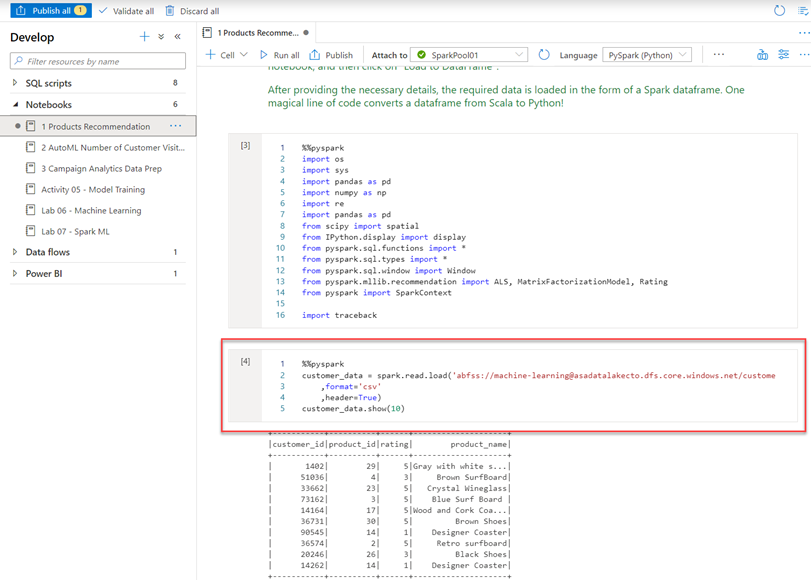 Publish all 1 Validate all Discard all
Develop
Filter resources by name
SQL scripts 8
Notebooks 6
1 Products Recommendation ...
2 AutoML Number of Customer Visit...
3 Campaign Analytics Data Prep
Activity 05 - Model Training
Lab 06 - Machine Learning
Lab 07 - Spark ML
Data flows 1
Power BI 1
1 Products Recomme...
Cell Run all Publish Attach to SparkPool01 Language PySpark (Python) ...
notebook, and then click on "Load to DataFrame".
After providing the necessary details, the required data is loaded in the form of a Spark dataframe. One
magical line of code converts a dataframe from Scala to Python!
[3]
1 %%pyspark
2 import os
3 import sys
4 import pandas as pd
5 import numpy as np
6 import re
7 import pandas as pd
8 from scipy import spatial
9 from IPython.display import display
10 from pyspark.sql.functions import *
11 from pyspark.sql.types import *
12 from pyspark.sql.window import Window
13 from pyspark.mllib.recommendation import ALS, MatrixFactorizationModel, Rating
14 from pyspark import SparkContext
15
16 import traceback
[4]
1 %%pyspark
2 customer_data = spark.read.load('abfss://machine-learning@asadatalakecto.dfs.core.windows.net/custome
3 ,format='csv'
4 ,header=True)
5 customer_data.show(10)
+-----------+----------+------+--------------------+
|customer_id|product_id|rating| product_name|
+-----------+----------+------+--------------------+
| 1402| 29| 5|Gray with white s...|
| 51036| 4| 3| Brown SurfBoard|
| 33662| 23| 5| Crystal Wineglass|
| 73162| 3| 5| Blue Surf Board |
| 14164| 17| 5|Wood and Cork Coa...|
| 36731| 30| 5| Brown Shoes|
| 90545| 14| 1| Designer Coaster|
| 36574| 2| 5| Retro surfboard|
| 20246| 26| 3| Black Shoes|
| 14262| 14| 1| Designer Coaster|
+-----------+----------+------+--------------------+